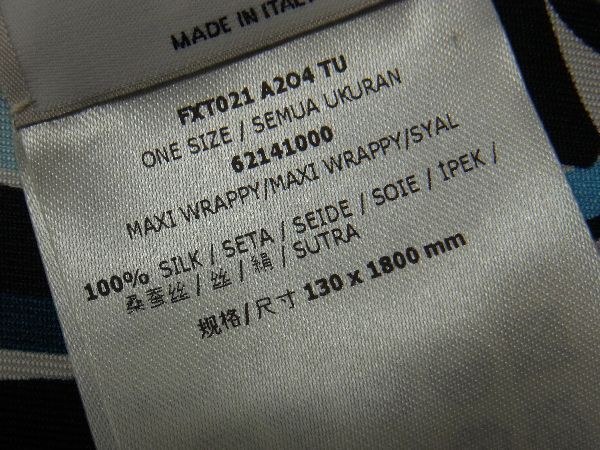 MADE IN ITALY
FXT021 A2O4 TU
ONE SIZE / SEMUA UKURAN
62141000
MAXI WRAPPY/MAXI WRAPPY/SYAL
100% SILK / SETA / SEIDE / SOIE / İPEK /
桑蚕丝 / 丝 / 絹 / SUTRA
规格/尺寸 130 x 1800 mm